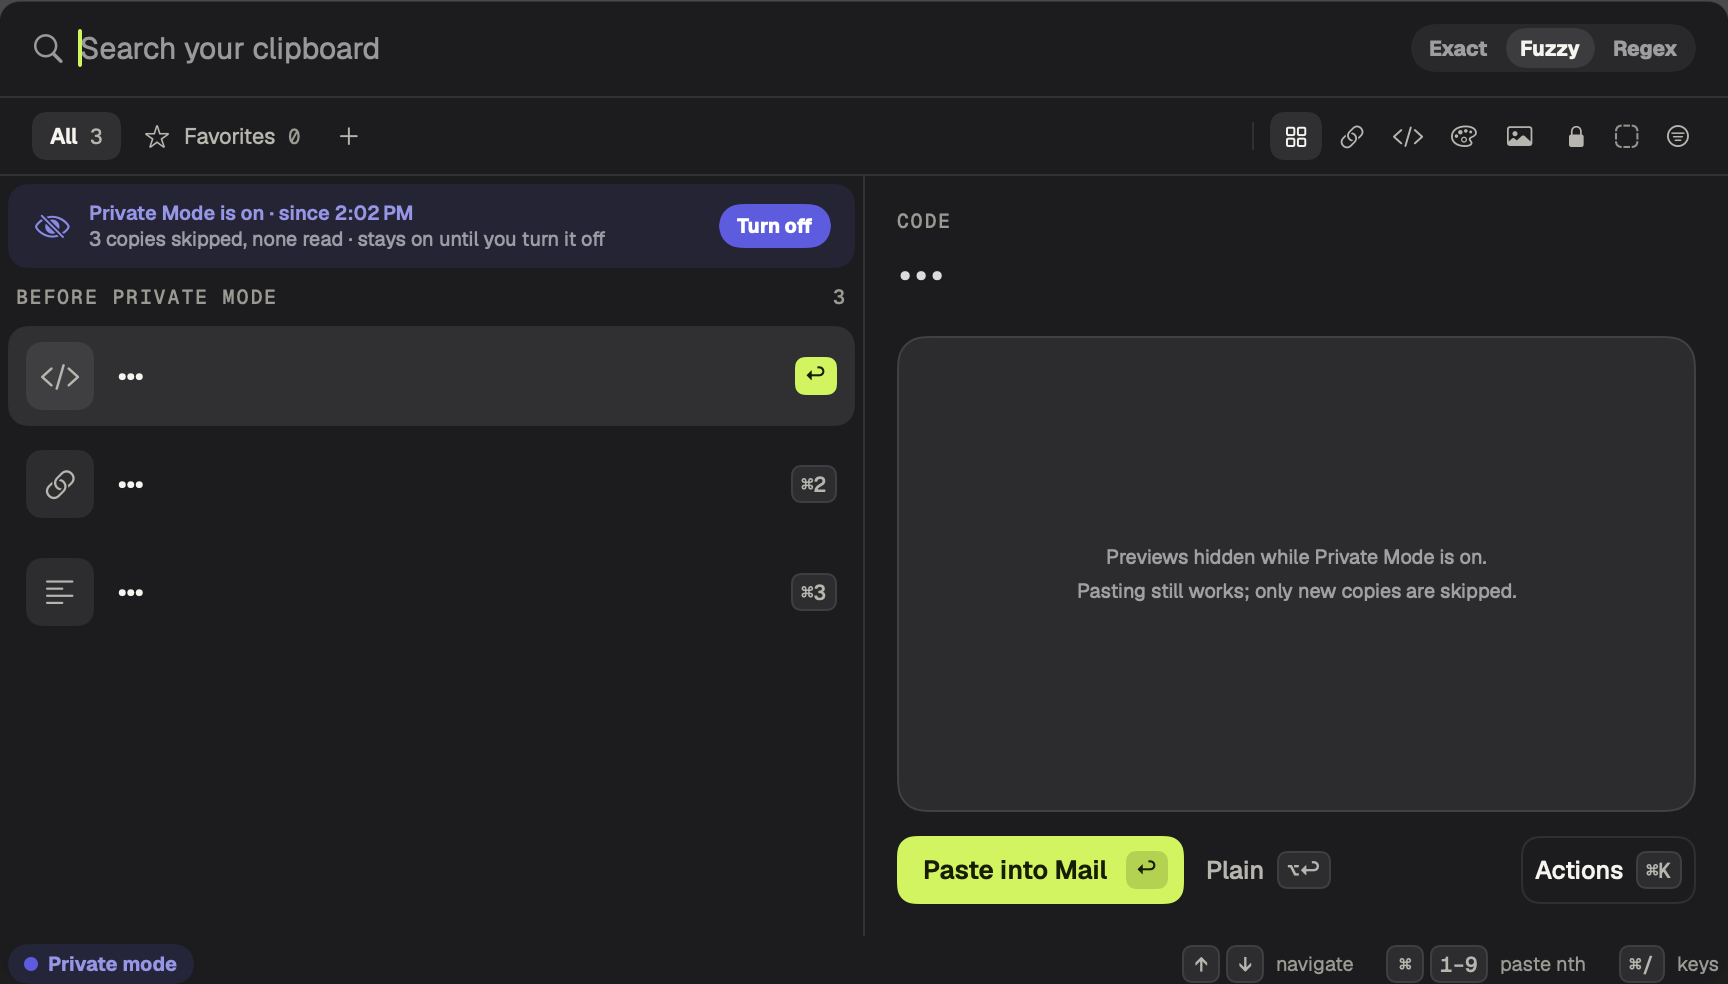 Search your clipboard
Exact Fuzzy Regex
All 3 Favorites 0 +
Private Mode is on · since 2:02 PM
3 copies skipped, none read · stays on until you turn it off
Turn off
BEFORE PRIVATE MODE 3
•••
⌘2
•••
⌘3
•••
CODE
•••
Previews hidden while Private Mode is on.
Pasting still works; only new copies are skipped.
Paste into Mail ↩ Plain ⌥↩ Actions ⌘K
Private mode
↑ ↓ navigate ⌘ 1-9 paste nth ⌘/ keys